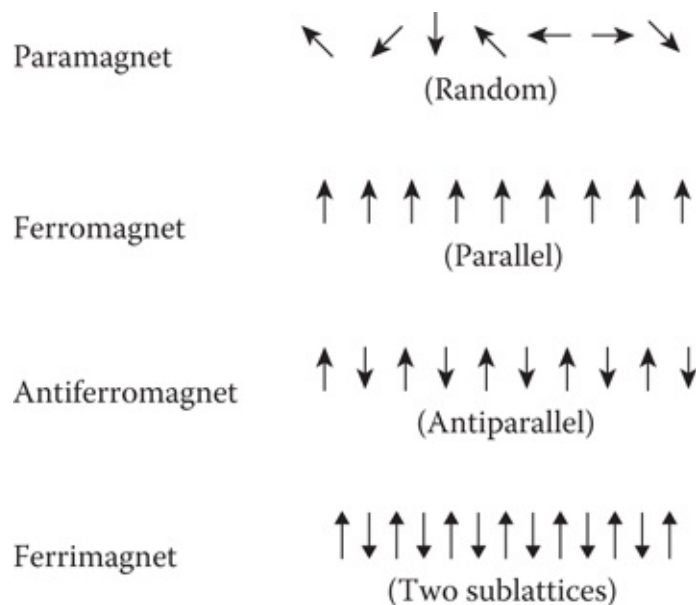 Paramagnet
(Random)
Ferromagnet
(Parallel)
Antiferromagnet
(Antiparallel)
Ferrimagnet
(Two sublattices)